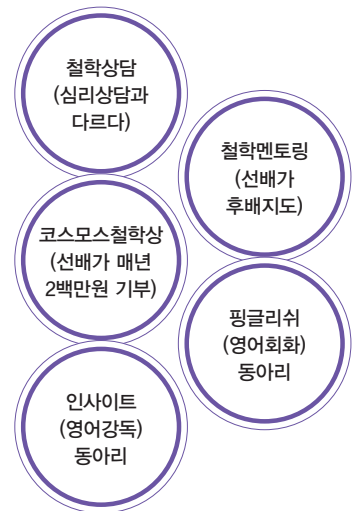 철학상담
(심리상담과
다르다)
철학멘토링
(선배가
후배지도)
코스모스철학상
(선배가 매년
2백만원 기부)
핑글리쉬
(영어회화)
동아리
인사이트
(영어강독)
동아리